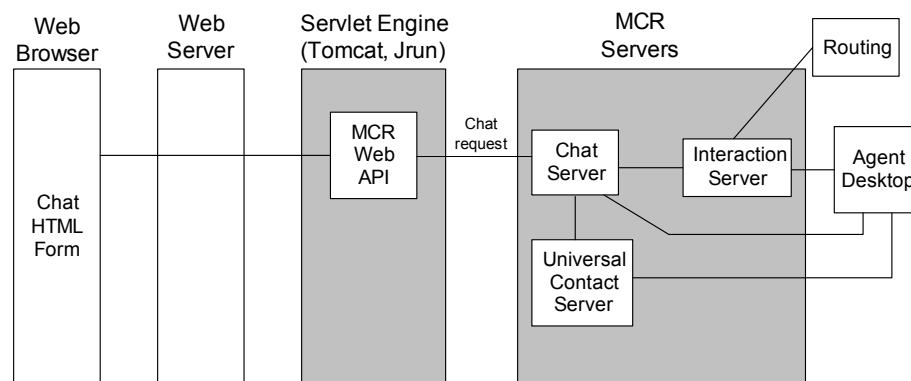 Web
Browser
Web
Server
Servlet Engine
(Tomcat, Jrun)
MCR
Servers
Routing
MCR
Web
API
Chat
request
Chat
Server
Interaction
Server
Agent
Desktop
Chat
HTML
Form
Universal
Contact
Server